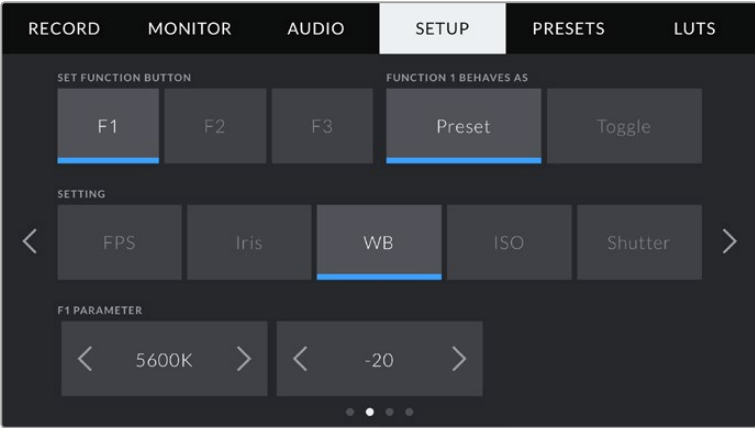 RECORD MONITOR AUDIO SETUP PRESETS LUTS
SET FUNCTION BUTTON FUNCTION 1 BEHAVES AS
F1 F2 F3 Preset Toggle
SETTING
FPS Iris WB ISO Shutter
F1 PARAMETER
5600K -20